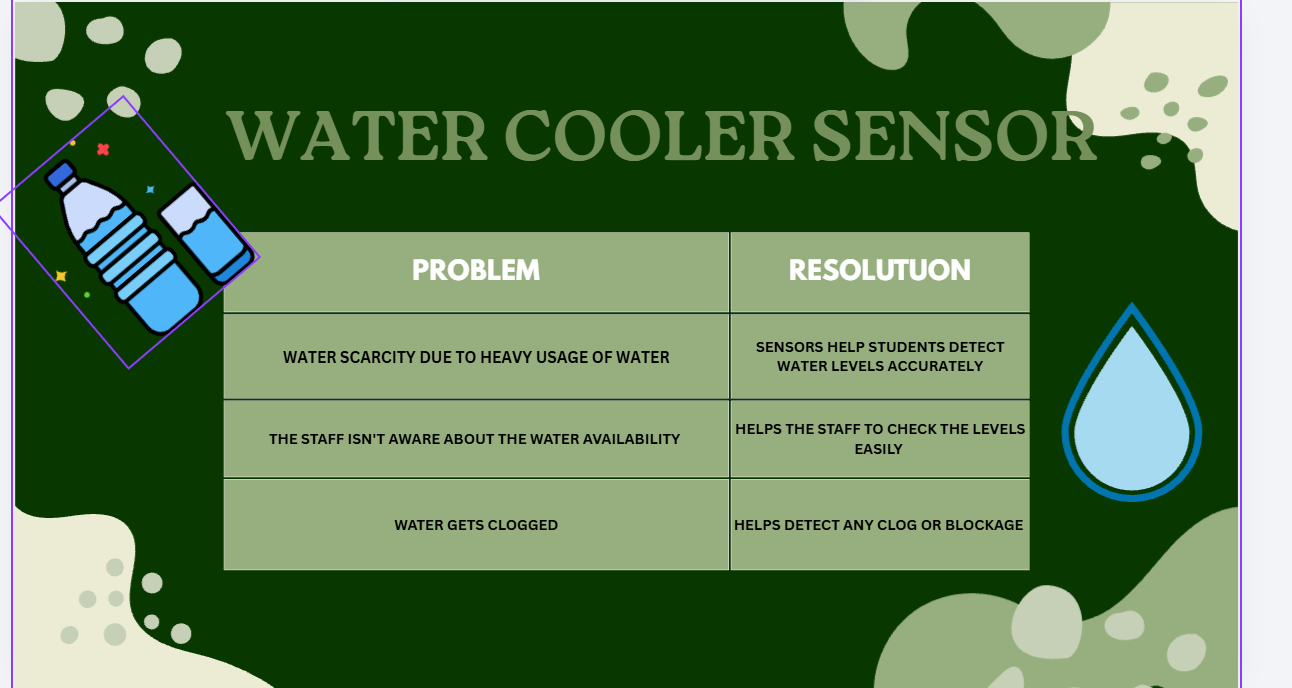 WATER COOLER SENSOR
PROBLEM
RESOLUTUON
WATER SCARCITY DUE TO HEAVY USAGE OF WATER
SENSORS HELP STUDENTS DETECT
WATER LEVELS ACCURATELY
THE STAFF ISN'T AWARE ABOUT THE WATER AVAILABILITY
HELPS THE STAFF TO CHECK THE LEVELS
EASILY
WATER GETS CLOGGED
HELPS DETECT ANY CLOG OR BLOCKAGE